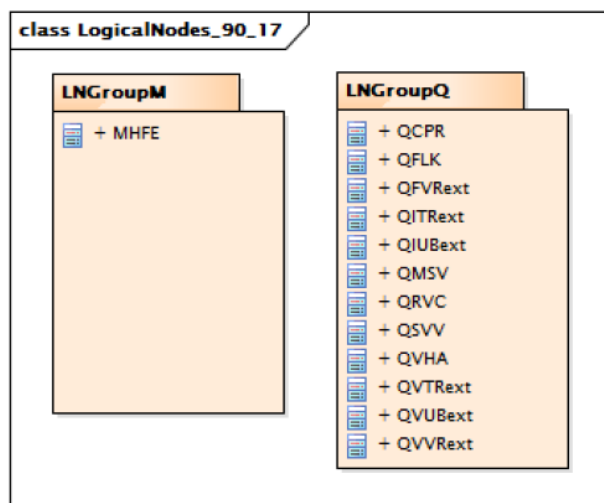 class LogicalNodes_90_17
LNGroupM
+ MHFE
LNGroupQ
+ QCPR
+ QFLK
+ QFVRext
+ QITRext
+ QIUBext
+ QMSV
+ QRVC
+ QSVV
+ QVHA
+ QVTRext
+ QVUBext
+ QVVRext